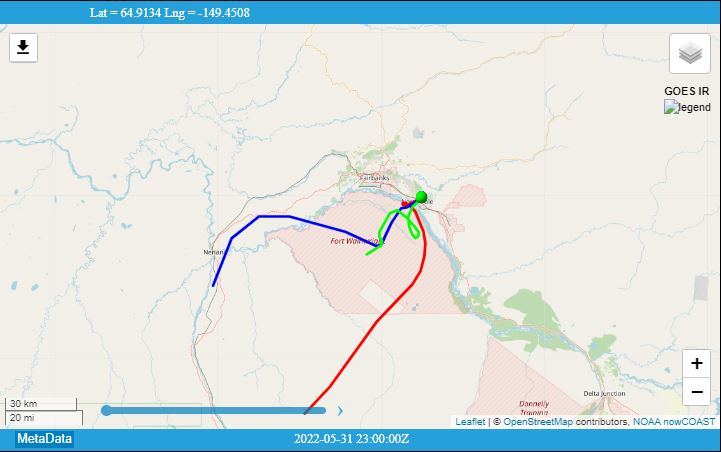 Lat = 64.9134 Lng = -149.4508
GOES IR
legend
Fairbanks
Fort Wainwright
Nenana
Delta Junction
Donnelly
Training
30 km
20 mi
+
−
Leaflet | © OpenStreetMap contributors, NOAA nowCOAST
MetaData
2022-05-31 23:00:00Z